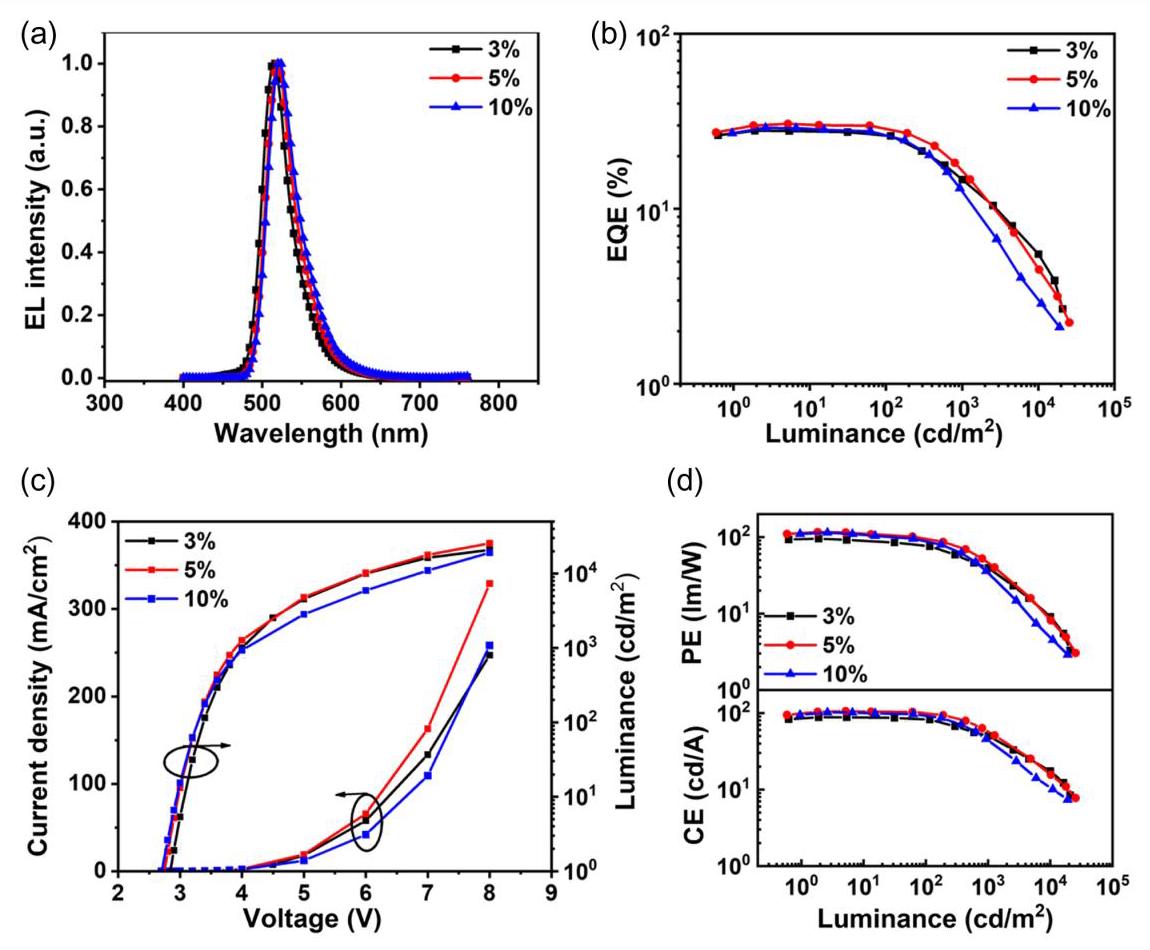 (a)
3%
5%
10%
EL intensity (a.u.)
1.0
0.8
0.6
0.4
0.2
0.0
300 400 500 600 700 800
Wavelength (nm)
(b)
3%
5%
10%
EQE (%)
10²
10¹
10⁰
10⁰ 10¹ 10² 10³ 10⁴ 10⁵
Luminance (cd/m²)
(c)
3%
5%
10%
Current density (mA/cm²)
400
300
200
100
0
2 3 4 5 6 7 8 9
Voltage (V)
10⁴
10³
10²
10¹
10⁰
Luminance (cd/m²)
(d)
PE (lm/W)
10²
10¹
10⁰
3%
5%
10%
CE (cd/A)
10²
10¹
10⁰
10⁰ 10¹ 10² 10³ 10⁴ 10⁵
Luminance (cd/m²)